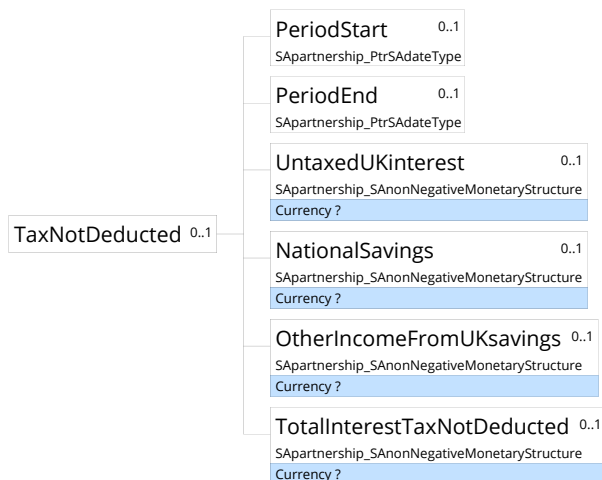 PeriodStart 0..1
SApartnership_PtrSAdateType
PeriodEnd 0..1
SApartnership_PtrSAdateType
UntaxedUKinterest 0..1
SApartnership_SAnonNegativeMonetaryStructure
Currency ?
TaxNotDeducted 0..1
NationalSavings 0..1
SApartnership_SAnonNegativeMonetaryStructure
Currency ?
OtherIncomeFromUKsavings 0..1
SApartnership_SAnonNegativeMonetaryStructure
Currency ?
TotalInterestTaxNotDeducted 0..1
SApartnership_SAnonNegativeMonetaryStructure
Currency ?